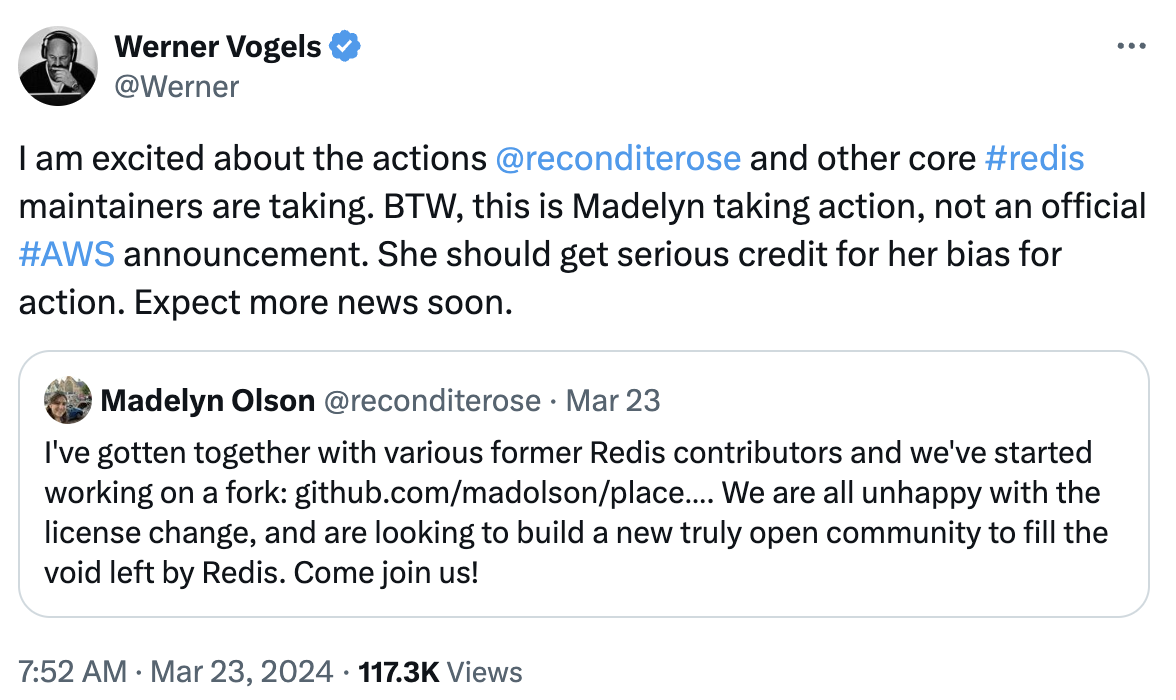 Werner Vogels
@Werner
I am excited about the actions @reconditerose and other core #redis
maintainers are taking. BTW, this is Madelyn taking action, not an official
#AWS announcement. She should get serious credit for her bias for
action. Expect more news soon.
Madelyn Olson @reconditerose · Mar 23
I've gotten together with various former Redis contributors and we've started
working on a fork: github.com/madolson/place.... We are all unhappy with the
license change, and are looking to build a new truly open community to fill the
void left by Redis. Come join us!
7:52 AM · Mar 23, 2024 · 117.3K Views